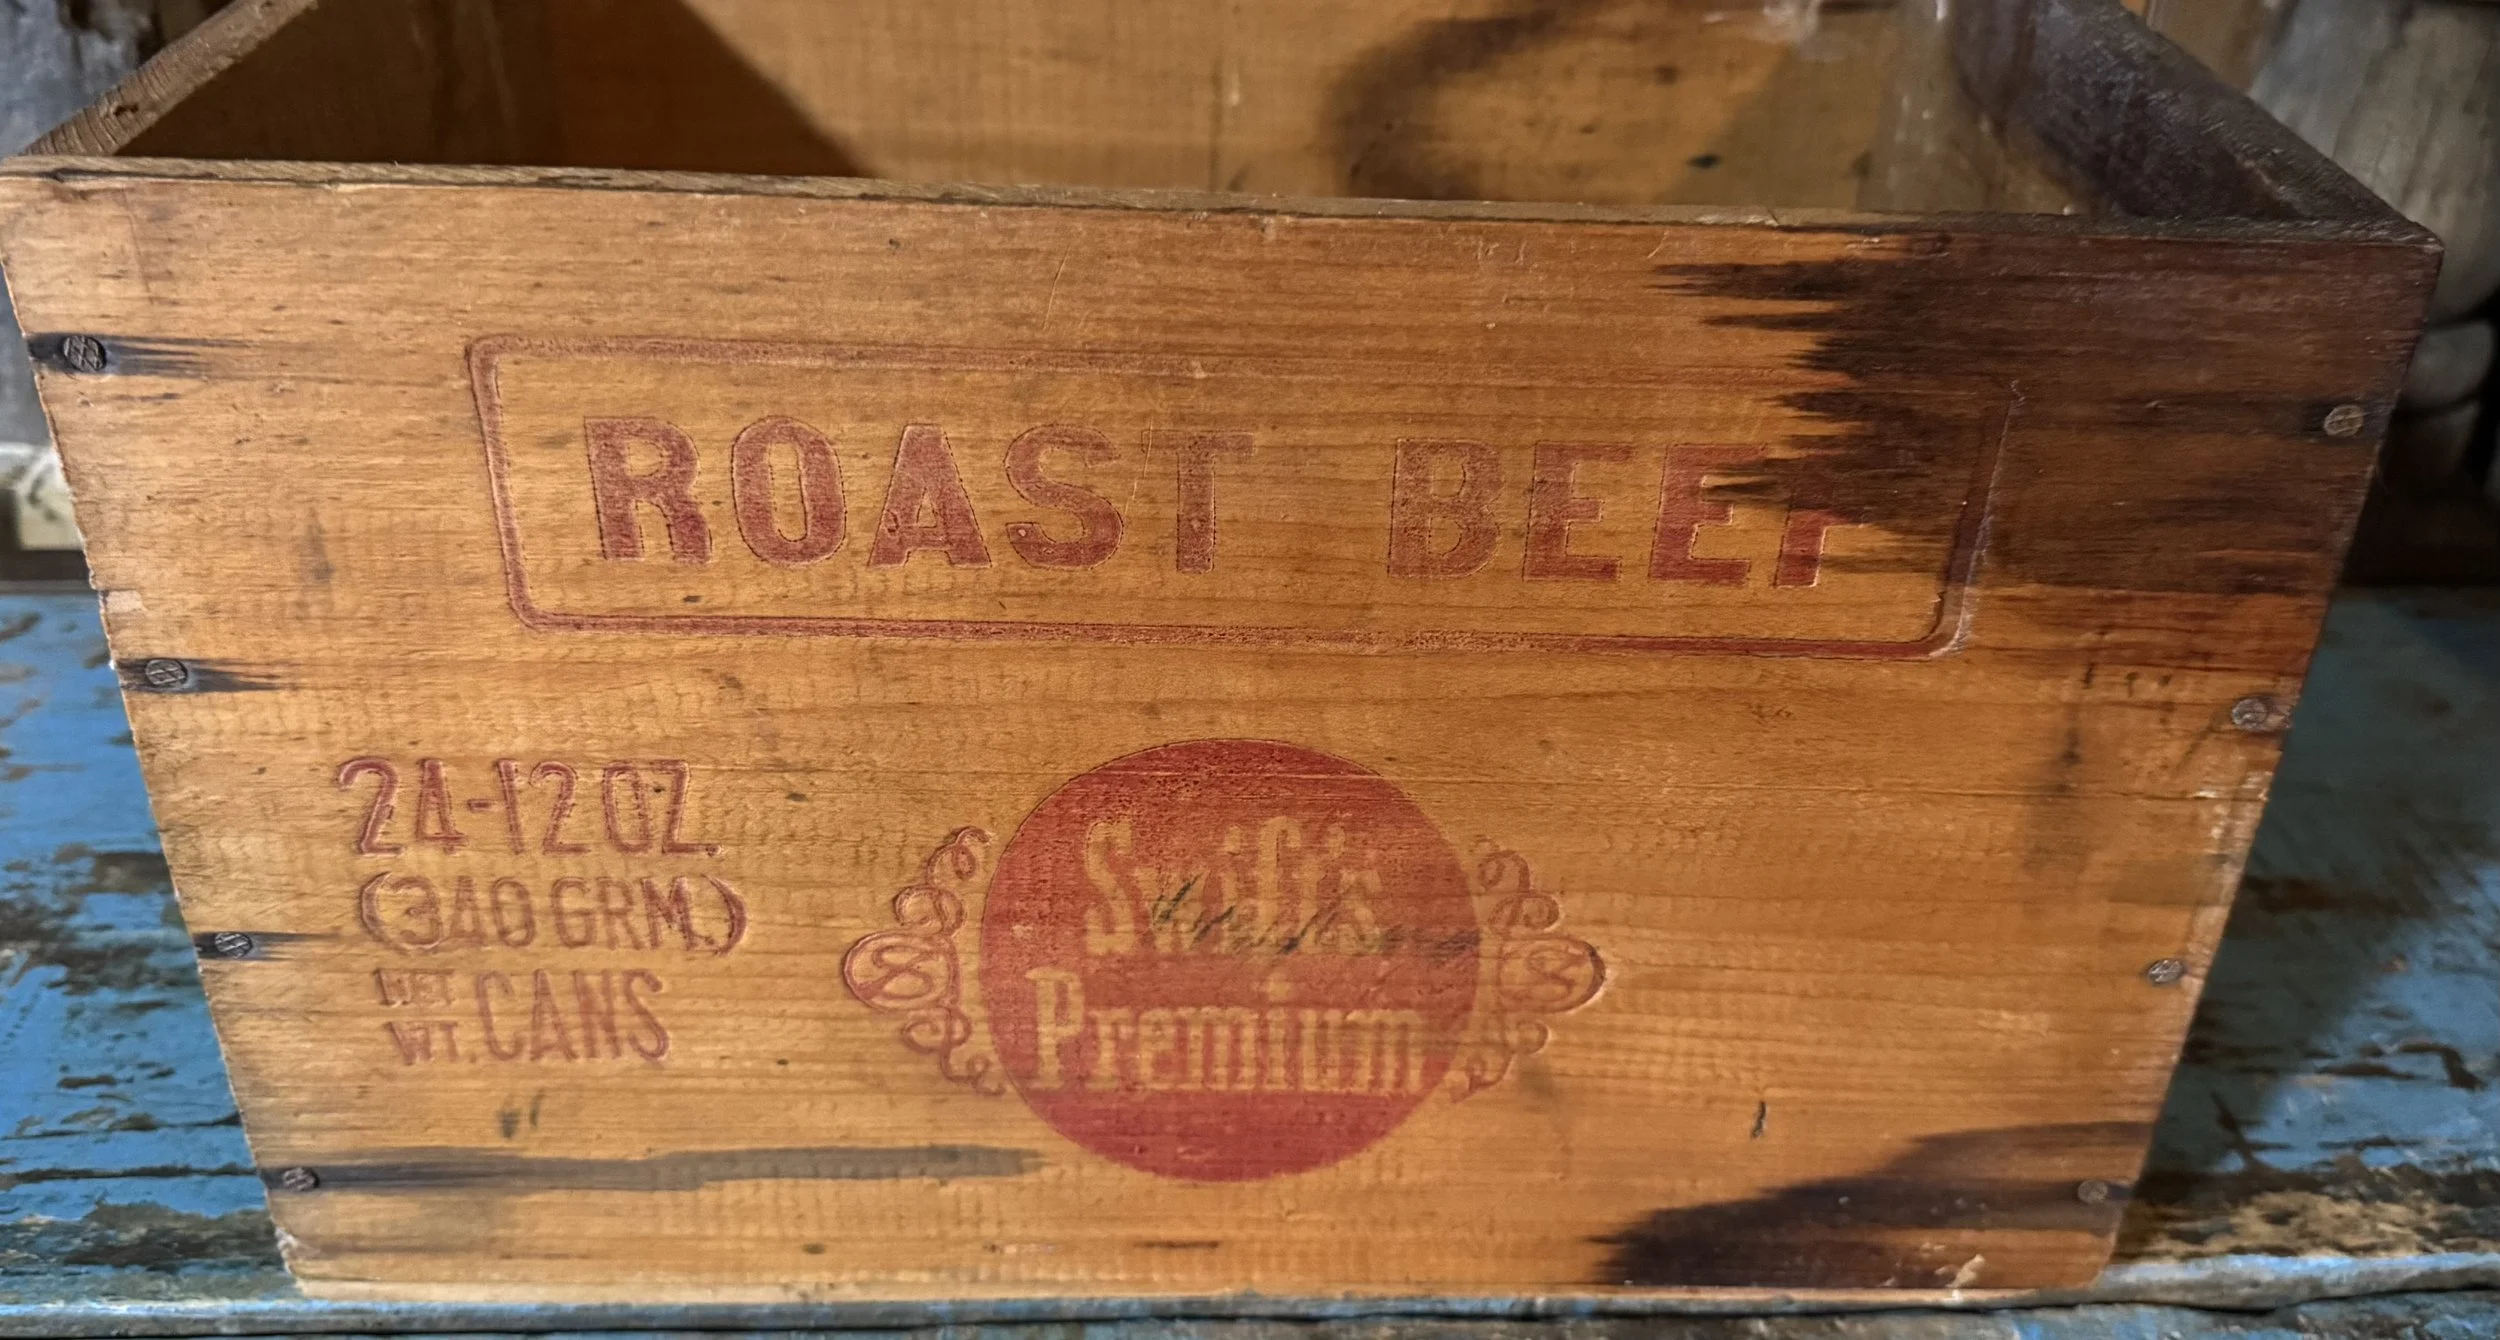 ROAST BEEF
24-12 OZ.
(340 GRM.)
NET WT. CANS
Swift's
Premium
S
S